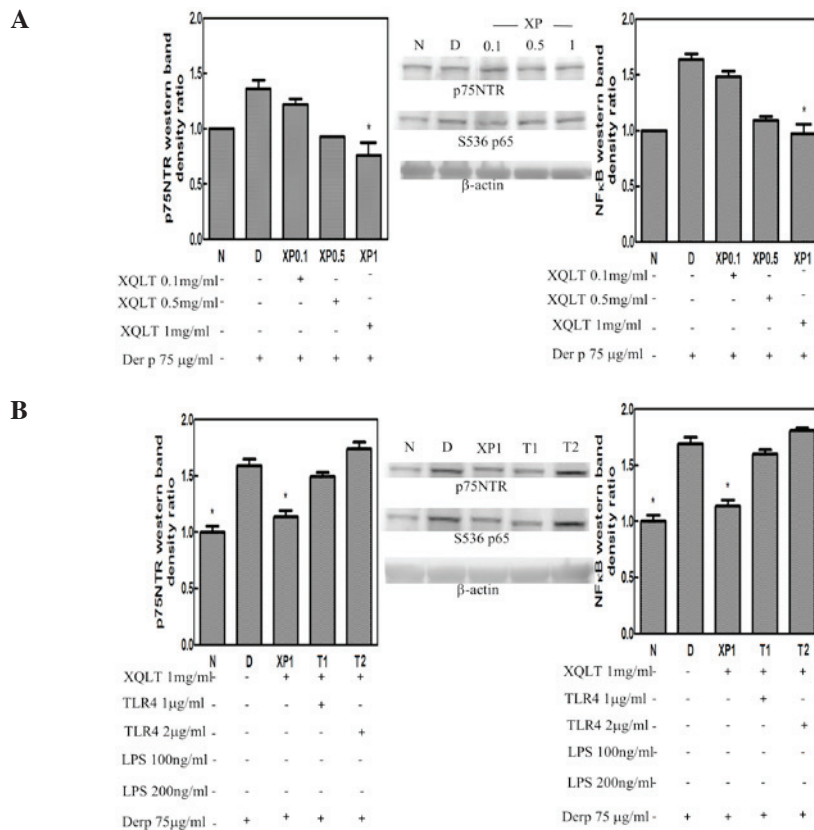 A
p75NTR western band
density ratio
2.0
1.5
1.0
0.5
0.0
*
N D XP0.1 XP0.5 XP1
XQLT 0.1mg/ml - - + - -
XQLT 0.5mg/ml - - - + -
XQLT 1mg/ml - - - - +
Der p 75 µg/ml - + + + +
XP
N D 0.1 0.5 1
p75NTR
S536 p65
β-actin
NFκB western band
density ratio
2.0
1.5
1.0
0.5
0.0
*
N D XP0.1 XP0.5 XP1
XQLT 0.1mg/ml - - + - -
XQLT 0.5mg/ml - - - + -
XQLT 1mg/ml - - - - +
Der p 75 µg/ml - + + + +
B
p75NTR western band
density ratio
2.0
1.5
1.0
0.5
0.0
* *
N D XP1 T1 T2
XQLT 1mg/ml - - + + +
TLR4 1µg/ml - - - + -
TLR4 2µg/ml - - - - +
LPS 100ng/ml - - - - -
LPS 200ng/ml - - - - -
Derp 75µg/ml - + + + +
N D XP1 T1 T2
p75NTR
S536 p65
β-actin
NFκB western band
density ratio
2.0
1.5
1.0
0.5
0.0
* *
N D XP1 T1 T2
XQLT 1mg/ml - - + + +
TLR4 1µg/ml - - - + -
TLR4 2µg/ml - - - - +
LPS 100ng/ml - - - - -
LPS 200ng/ml - - - - -
Derp 75 µg/ml - + + + +